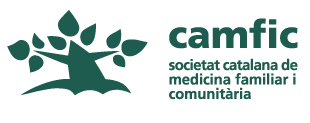 camfic
societat catalana de
medicina familiar i
comunitària